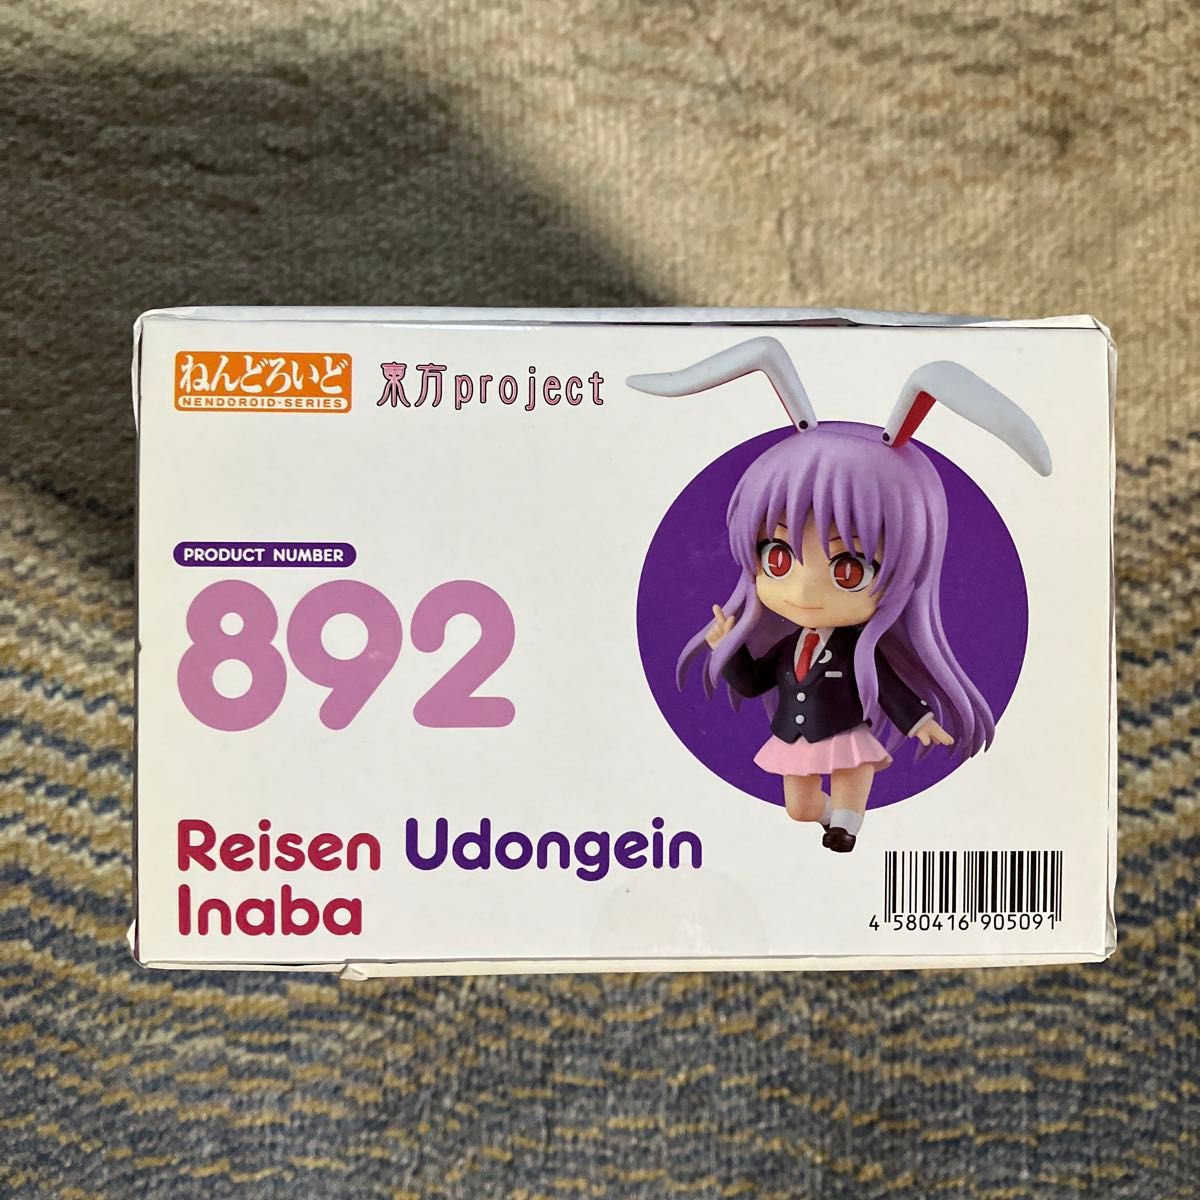 ねんどろいど
NENDOROID·SERIES
東方project
PRODUCT NUMBER
892
Reisen Udongein
Inaba
4 580416 905091